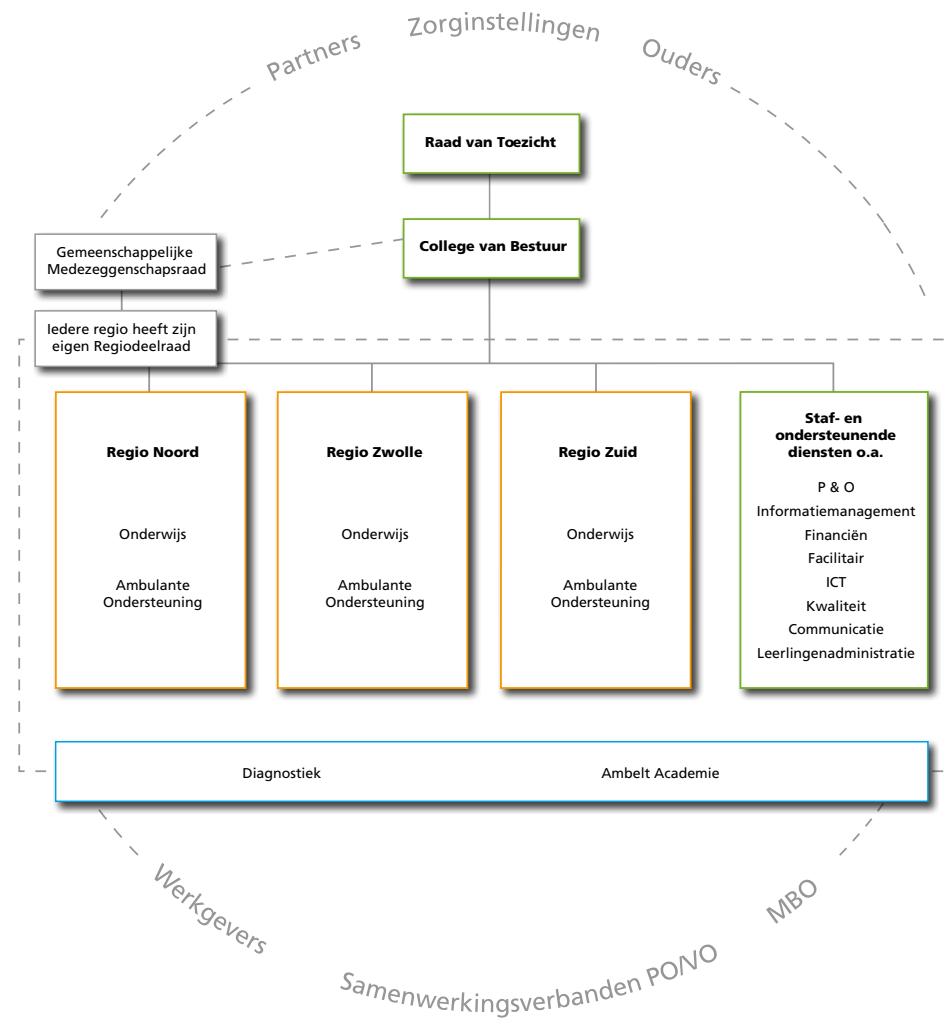 Partners
Zorginstellingen
Ouders
Raad van Toezicht
College van Bestuur
Gemeenschappelijke
Medezeggenschapsraad
Iedere regio heeft zijn
eigen Regiodeelraad
Regio Noord
Onderwijs
Ambulante
Ondersteuning
Regio Zwolle
Onderwijs
Ambulante
Ondersteuning
Regio Zuid
Onderwijs
Ambulante
Ondersteuning
Staf- en
ondersteunende
diensten o.a.
P & O
Informatiemanagement
Financiën
Facilitair
ICT
Kwaliteit
Communicatie
Leerlingenadministratie
Diagnostiek
Ambelt Academie
Werkgevers
Samenwerkingsverbanden PO/VO
MBO